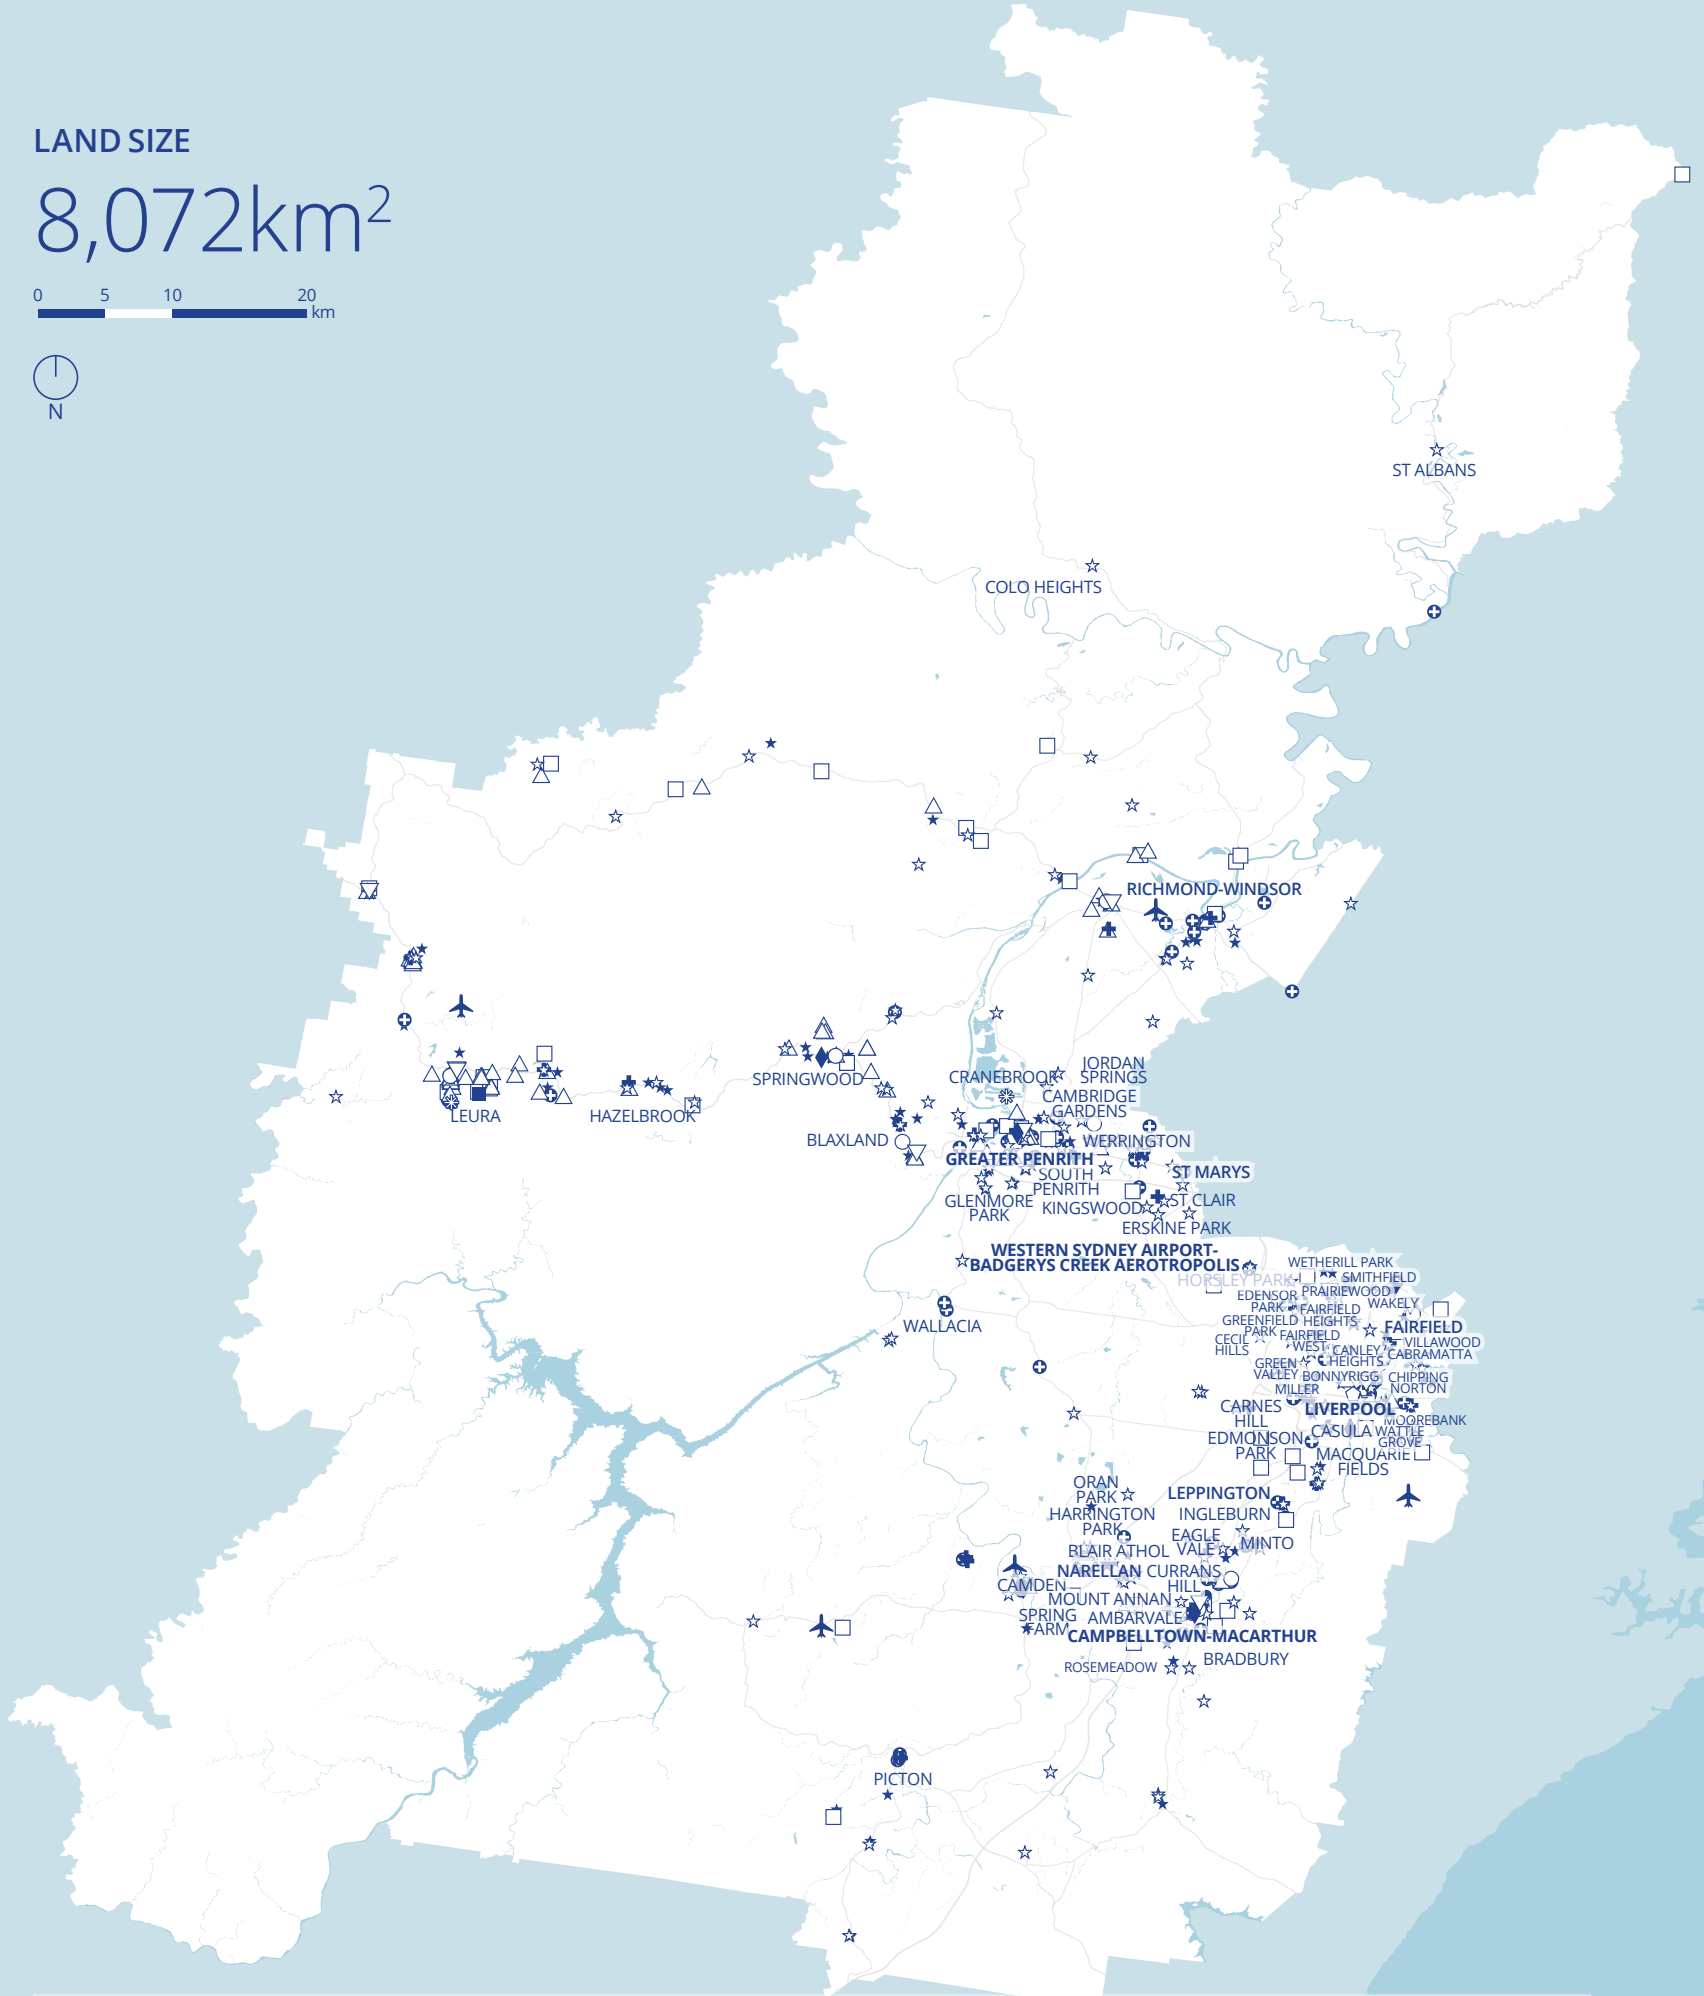 LAND SIZE
8,072km²
0 5 10 20
km
N
ST ALBANS
COLO HEIGHTS
RICHMOND-WINDSOR
JORDAN
SPRINGS
SPRINGWOOD
CRANEBROOK
CAMBRIDGE
GARDENS
LEURA
HAZELBROOK
BLAXLAND
WERRINGTON
GREATER PENRITH
ST MARYS
SOUTH
PENRITH
GLENMORE
PARK
KINGSWOOD
ST CLAIR
ERSKINE PARK
WESTERN SYDNEY AIRPORT-
BADGERYS CREEK AEROTROPOLIS
WETHERILL PARK
HORSLEY PARK
SMITHFIELD
PRAIRIEWOOD
EDENSOR
PARK
WAKELY
FAIRFIELD
HEIGHTS
GREENFIELD
PARK
WALLACIA
FAIRFIELD
CECIL
HILLS
FAIRFIELD
WEST
VILLAWOOD
CANLEY
HEIGHTS
CABRAMATTA
GREEN
VALLEY
BONNYRIGG
CHIPPING
NORTON
MILLER
CARNES
HILL
LIVERPOOL
MOOREBANK
CASULA
WATTLE
GROVE
EDMONSON
PARK
MACQUARIE
FIELDS
ORAN
PARK
LEPPINGTON
HARRINGTON
PARK
INGLEBURN
EAGLE
VALE
MINTO
BLAIR ATHOL
NARELLAN
CURRANS
HILL
CAMDEN
MOUNT ANNAN
SPRING
FARM
AMBARVALE
CAMPBELLTOWN-MACARTHUR
BRADBURY
ROSEMEADOW
PICTON